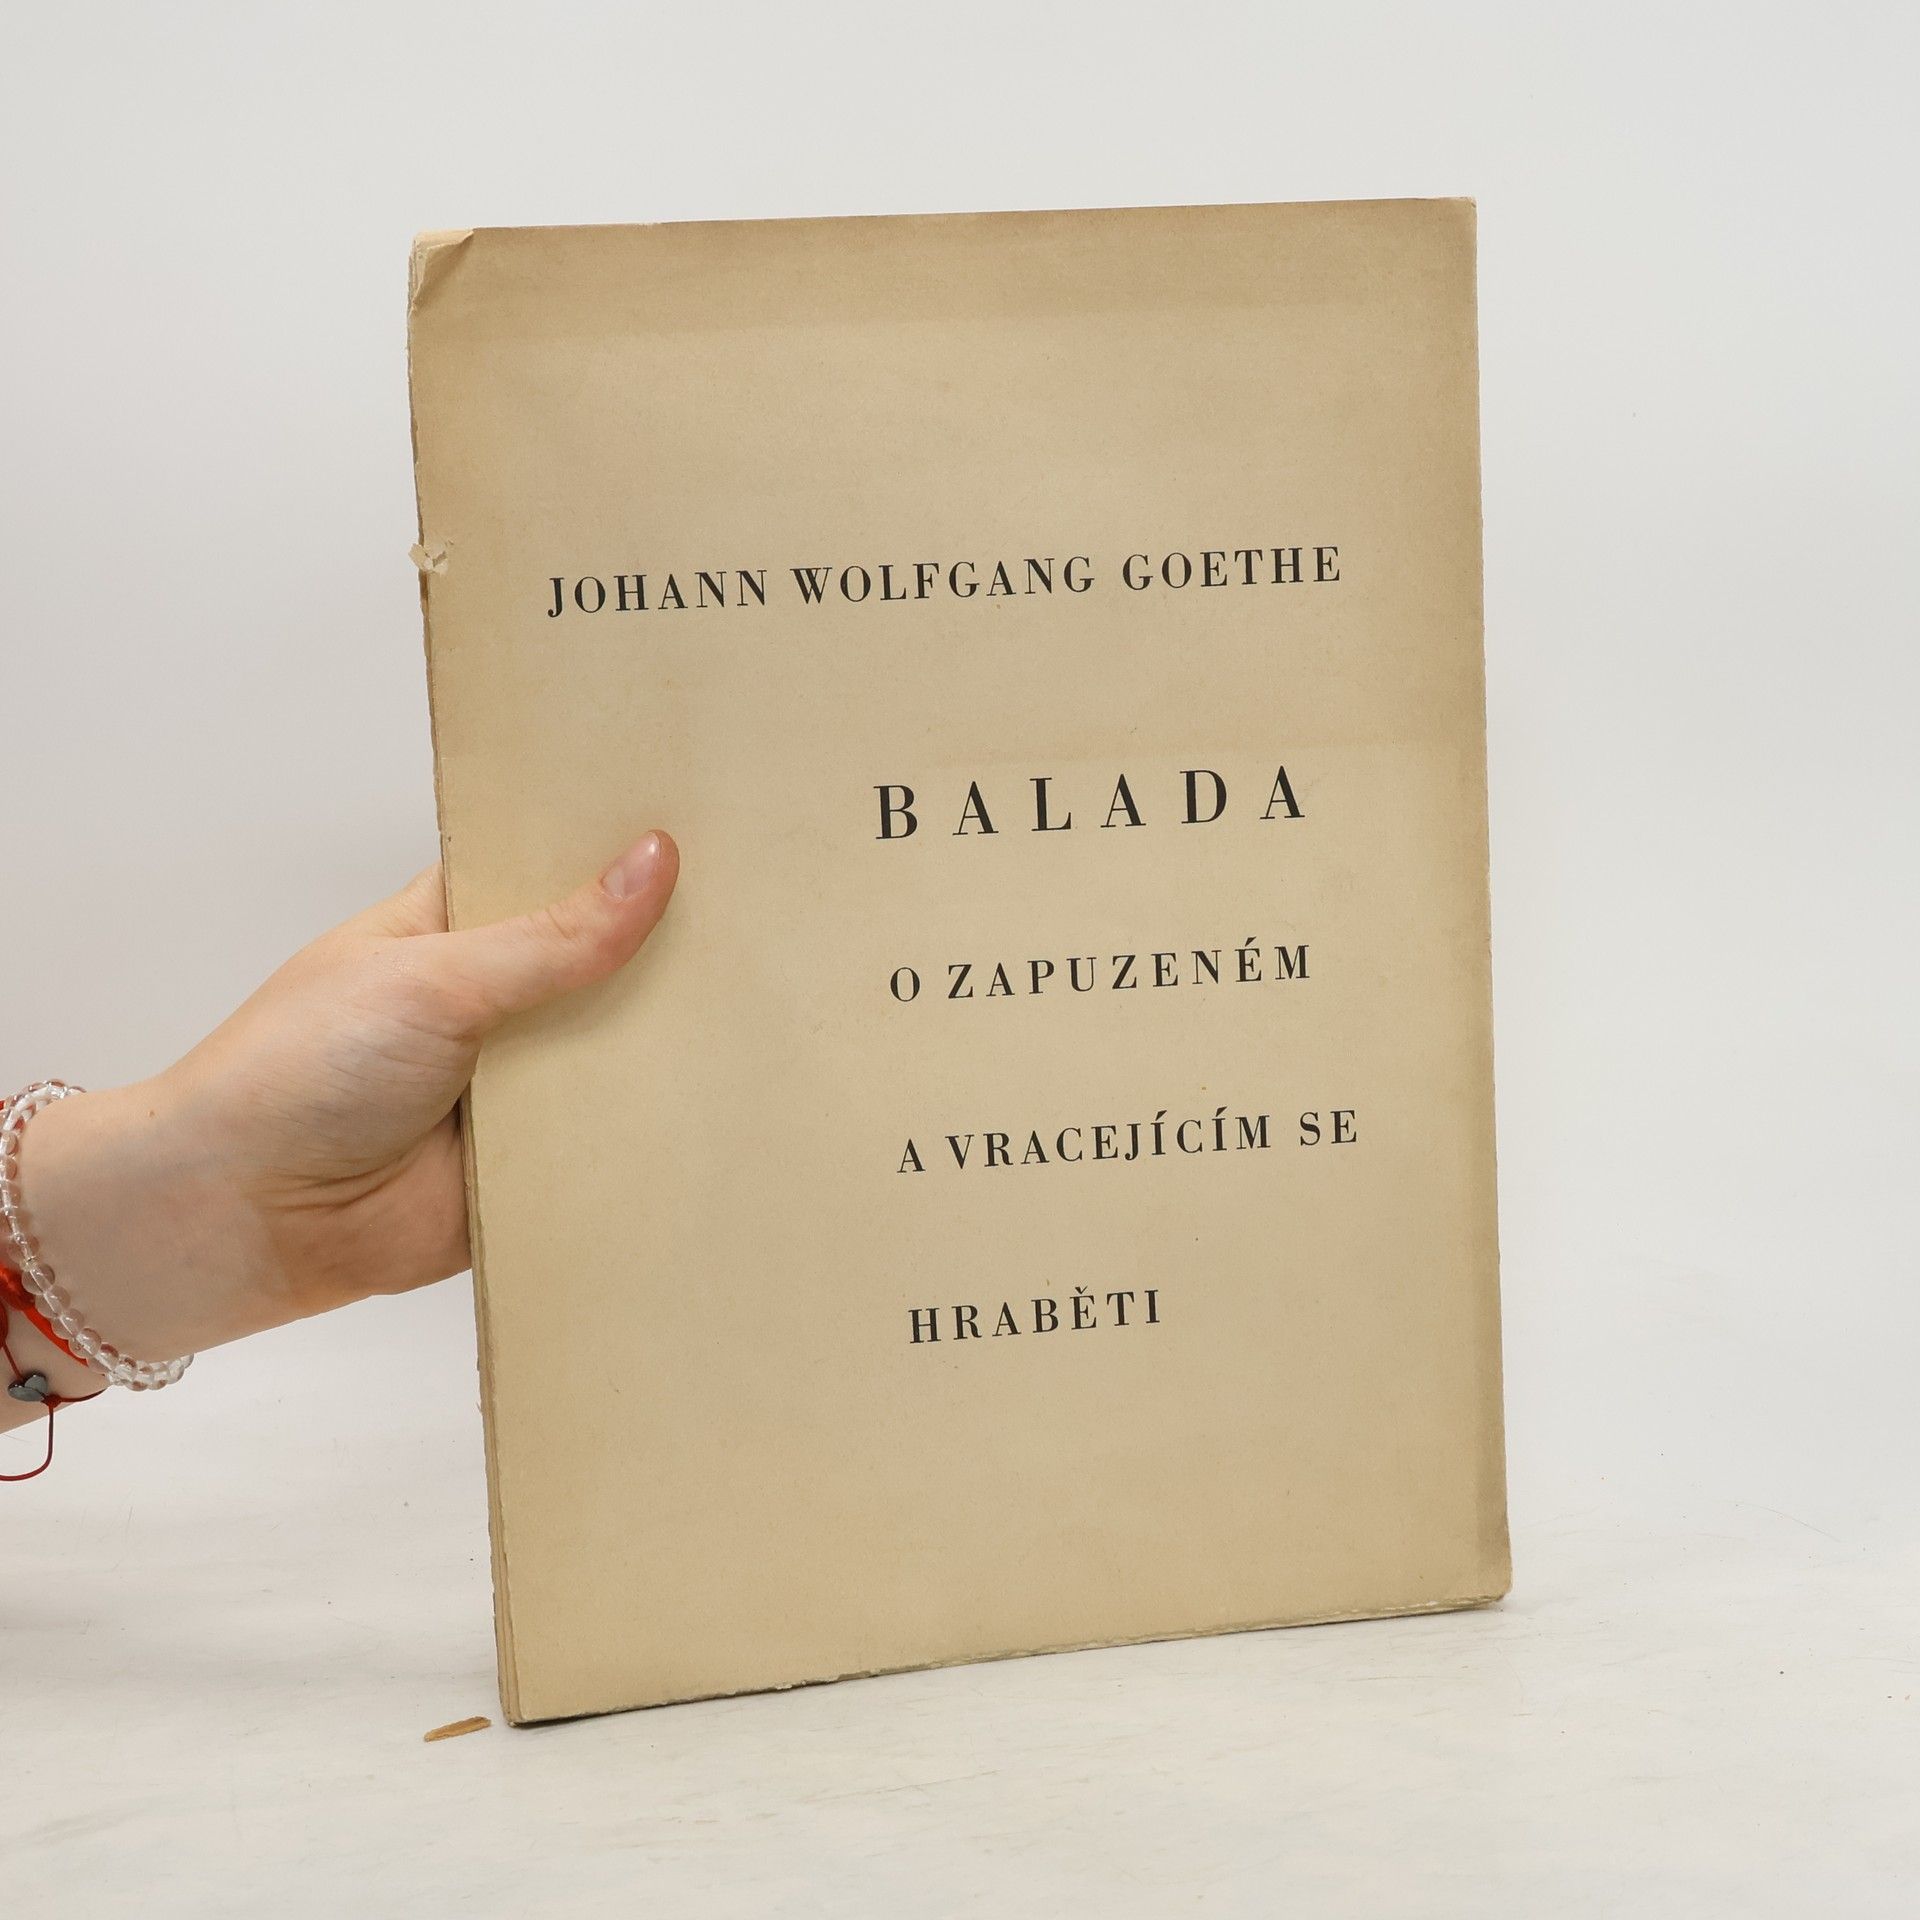 JOHANN WOLFGANG GOETHE
BALADA
O ZAPUZENÉM
A VRACEJÍCÍM SE
HRABĚTI